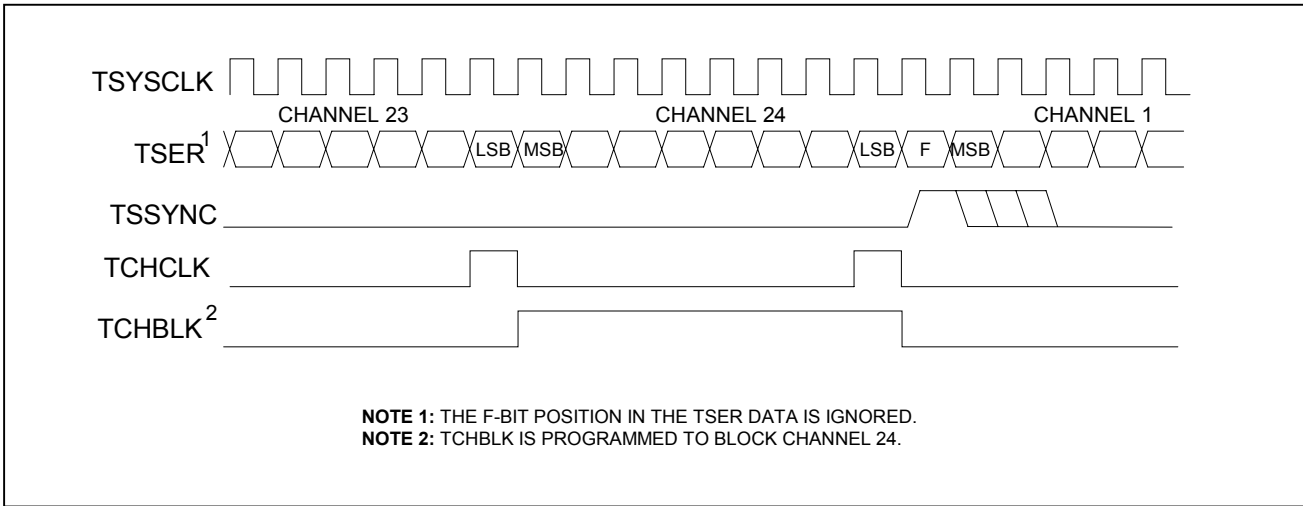 TSYSCLK
CHANNEL 23 CHANNEL 24 CHANNEL 1
TSER1 LSB MSB LSB F MSB
TSSYNC
TCHCLK
TCHBLK2
NOTE 1: THE F-BIT POSITION IN THE TSER DATA IS IGNORED.
NOTE 2: TCHBLK IS PROGRAMMED TO BLOCK CHANNEL 24.